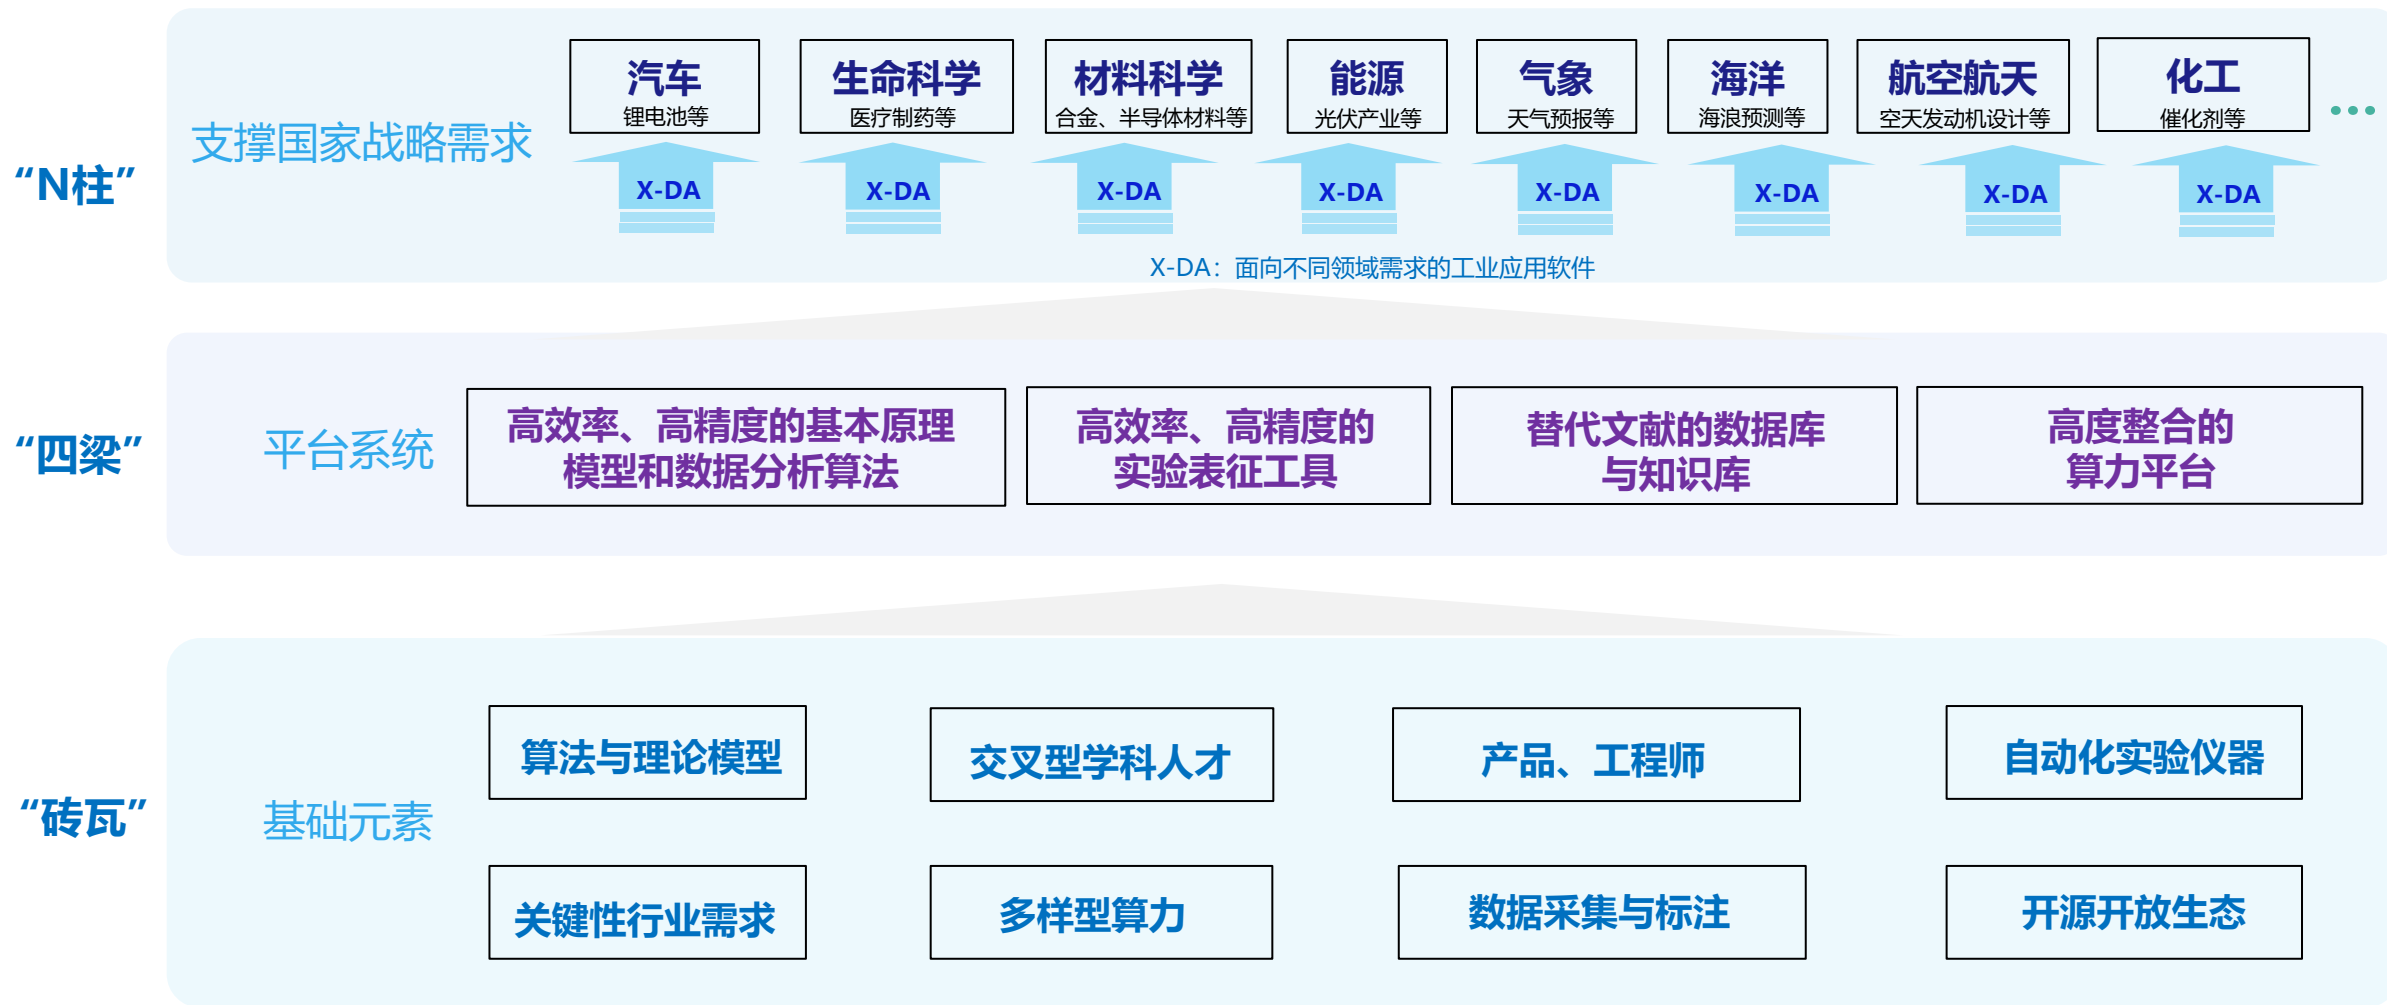 “N柱”
支撑国家战略需求
汽车
锂电池等
生命科学
医疗制药等
材料科学
合金、半导体材料等
能源
光伏产业等
气象
天气预报等
海洋
海浪预测等
航空航天
空天发动机设计等
化工
催化剂等
...
X-DA
X-DA
X-DA
X-DA
X-DA
X-DA
X-DA
X-DA
X-DA：面向不同领域需求的工业应用软件
“四梁”
平台系统
高效率、高精度的基本原理
模型和数据分析算法
高效率、高精度的
实验表征工具
替代文献的数据库
与知识库
高度整合的
算力平台
“砖瓦”
基础元素
算法与理论模型
交叉型学科人才
产品、工程师
自动化实验仪器
关键性行业需求
多样型算力
数据采集与标注
开源开放生态